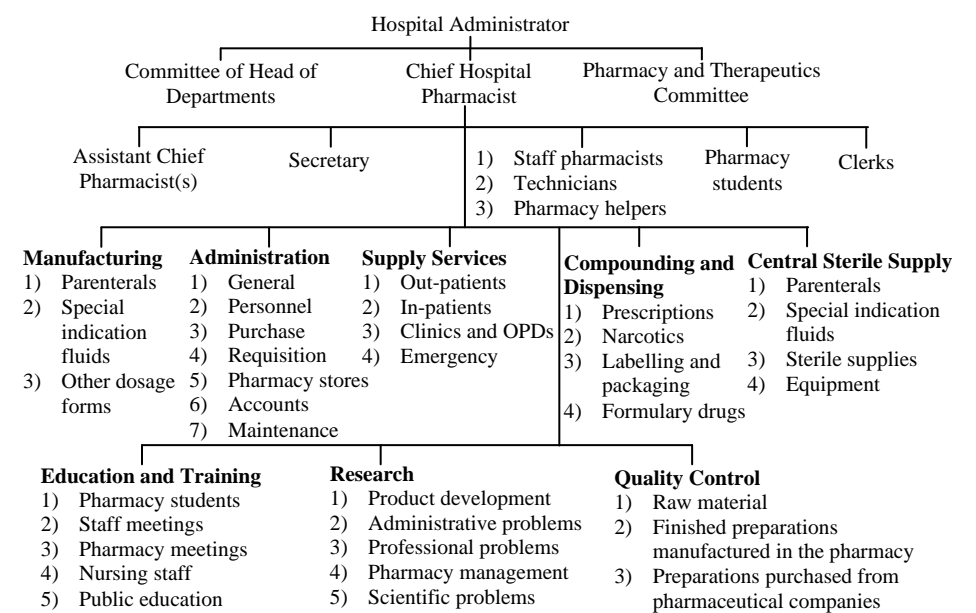 Hospital Administrator
Committee of Head of
Departments
Chief Hospital
Pharmacist
Pharmacy and Therapeutics
Committee
Assistant Chief
Pharmacist(s)
Secretary
1) Staff pharmacists
2) Technicians
3) Pharmacy helpers
Pharmacy
students
Clerks
Manufacturing
1) Parenterals
2) Special
indication
fluids
3) Other dosage
forms
Administration
1) General
2) Personnel
3) Purchase
4) Requisition
5) Pharmacy stores
6) Accounts
7) Maintenance
Supply Services
1) Out-patients
2) In-patients
3) Clinics and OPDs
4) Emergency
Compounding and
Dispensing
1) Prescriptions
2) Narcotics
3) Labelling and
packaging
4) Formulary drugs
Central Sterile Supply
1) Parenterals
2) Special indication
fluids
3) Sterile supplies
4) Equipment
Education and Training
1) Pharmacy students
2) Staff meetings
3) Pharmacy meetings
4) Nursing staff
5) Public education
Research
1) Product development
2) Administrative problems
3) Professional problems
4) Pharmacy management
5) Scientific problems
Quality Control
1) Raw material
2) Finished preparations
manufactured in the pharmacy
3) Preparations purchased from
pharmaceutical companies